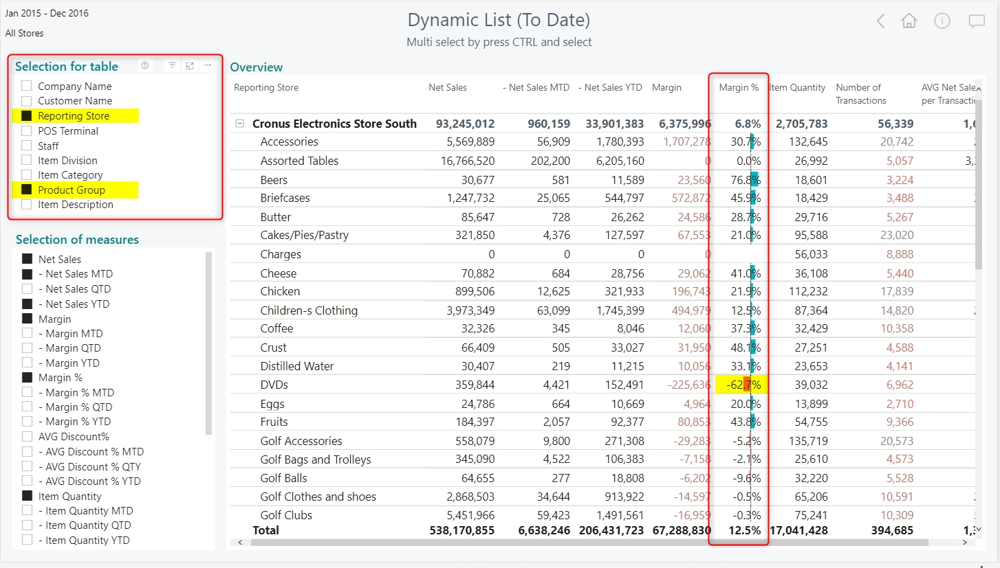 Jan 2015 - Dec 2016
All Stores
Dynamic List (To Date)
Multi select by press CTRL and select
Selection for table
Company Name
Customer Name
Reporting Store
POS Terminal
Staff
Item Division
Item Category
Product Group
Item Description
Selection of measures
Net Sales
- Net Sales MTD
- Net Sales QTD
- Net Sales YTD
Margin
- Margin MTD
- Margin QTD
- Margin YTD
Margin %
- Margin % MTD
- Margin % QTD
- Margin % YTD
AVG Discount%
- AVG Discount % MTD
- AVG Discount % QTY
- AVG Discount % YTD
Item Quantity
- Item Quantity MTD
- Item Quantity QTD
- Item Quantity YTD
Overview
Reporting Store Net Sales - Net Sales MTD - Net Sales YTD Margin Margin % Item Quantity Number of Transactions AVG Net Sale per Transactic
Cronus Electronics Store South 93,245,012 960,159 33,901,383 6,375,996 6.8% 2,705,783 56,339
Accessories 5,569,889 56,909 1,780,393 1,707,278 30.7% 132,645 20,742
Assorted Tables 16,766,520 202,200 6,205,160 0 0.0% 26,992 5,057 3,
Beers 30,677 581 11,589 23,560 76.8% 18,601 3,224
Briefcases 1,247,732 25,065 544,797 572,872 45.9% 18,429 3,488
Butter 85,647 728 26,262 24,586 28.7% 29,716 5,267
Cakes/Pies/Pastry 321,850 4,376 127,597 67,553 21.0% 95,588 23,020
Charges 0 0 0 0 56,033 8,888
Cheese 70,882 684 28,756 29,062 41.0% 36,108 5,440
Chicken 899,506 12,625 321,933 196,743 21.9% 112,232 17,839
Children-s Clothing 3,973,349 63,099 1,745,399 494,979 12.5% 87,364 14,820
Coffee 32,326 345 8,046 12,060 37.3% 32,429 10,358
Crust 66,409 505 33,027 31,950 48.1% 27,251 4,588
Distilled Water 30,407 219 11,215 10,056 33.1% 23,653 4,141
DVDs 359,844 4,421 152,491 -225,636 -62.7% 39,032 6,962
Eggs 24,786 664 10,669 4,964 20.0% 13,899 2,710
Fruits 184,397 2,057 92,377 80,853 43.8% 54,755 9,366
Golf Accessories 558,079 9,800 271,308 -29,283 -5.2% 135,719 20,573
Golf Bags and Trolleys 345,090 4,522 106,383 -7,158 -2.1% 25,610 4,573
Golf Balls 64,655 277 18,808 -6,202 -9.6% 32,220 5,528
Golf Clothes and shoes 2,868,503 34,644 913,922 -14,597 -0.5% 65,206 10,591
Golf Clubs 5,451,966 59,423 1,491,561 -16,959 -0.3% 75,241 10,309
Total 538,170,855 6,638,246 206,431,723 67,288,830 12.5% 17,041,428 394,685